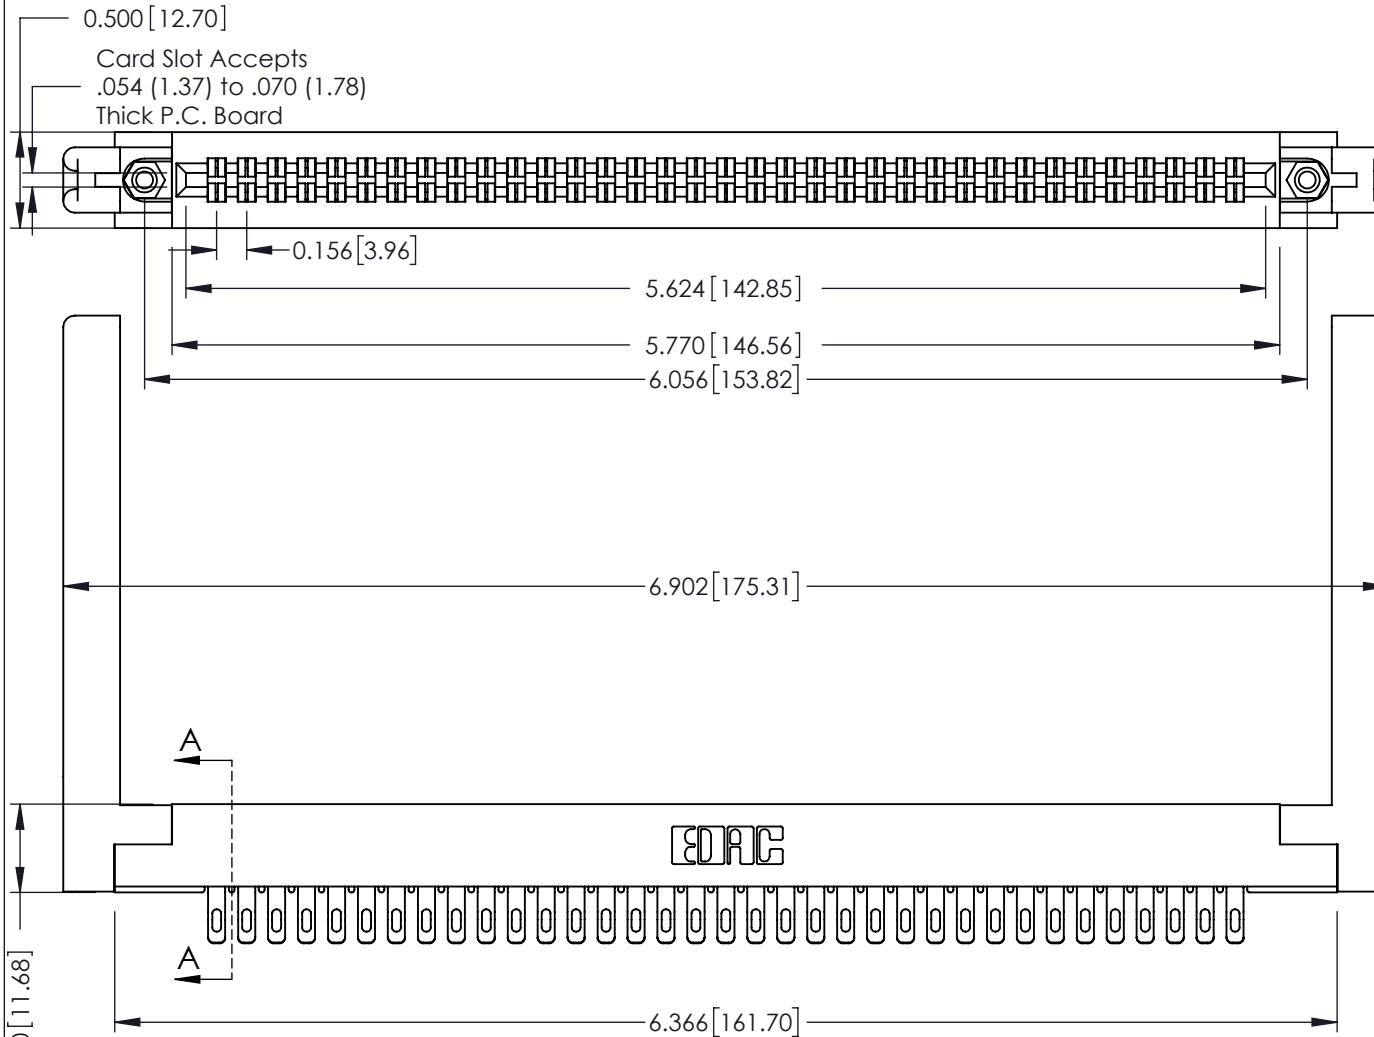 0.500 [12.70]
Card Slot Accepts
.054 (1.37) to .070 (1.78)
Thick P.C. Board
0.156 [3.96]
5.624 [142.85]
5.770 [146.56]
6.056 [153.82]
6.902 [175.31]
A
EDAC
A
[11.68]
6.366 [161.70]